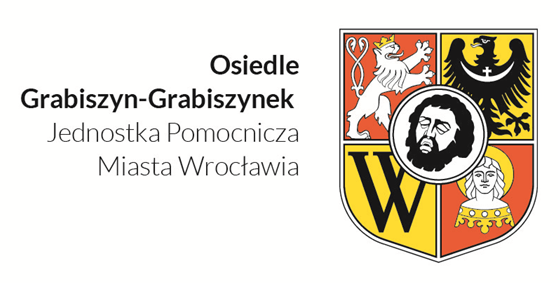 Osiedle
Grabiszyn-Grabiszynek
Jednostka Pomocnicza
Miasta Wrocławia
W